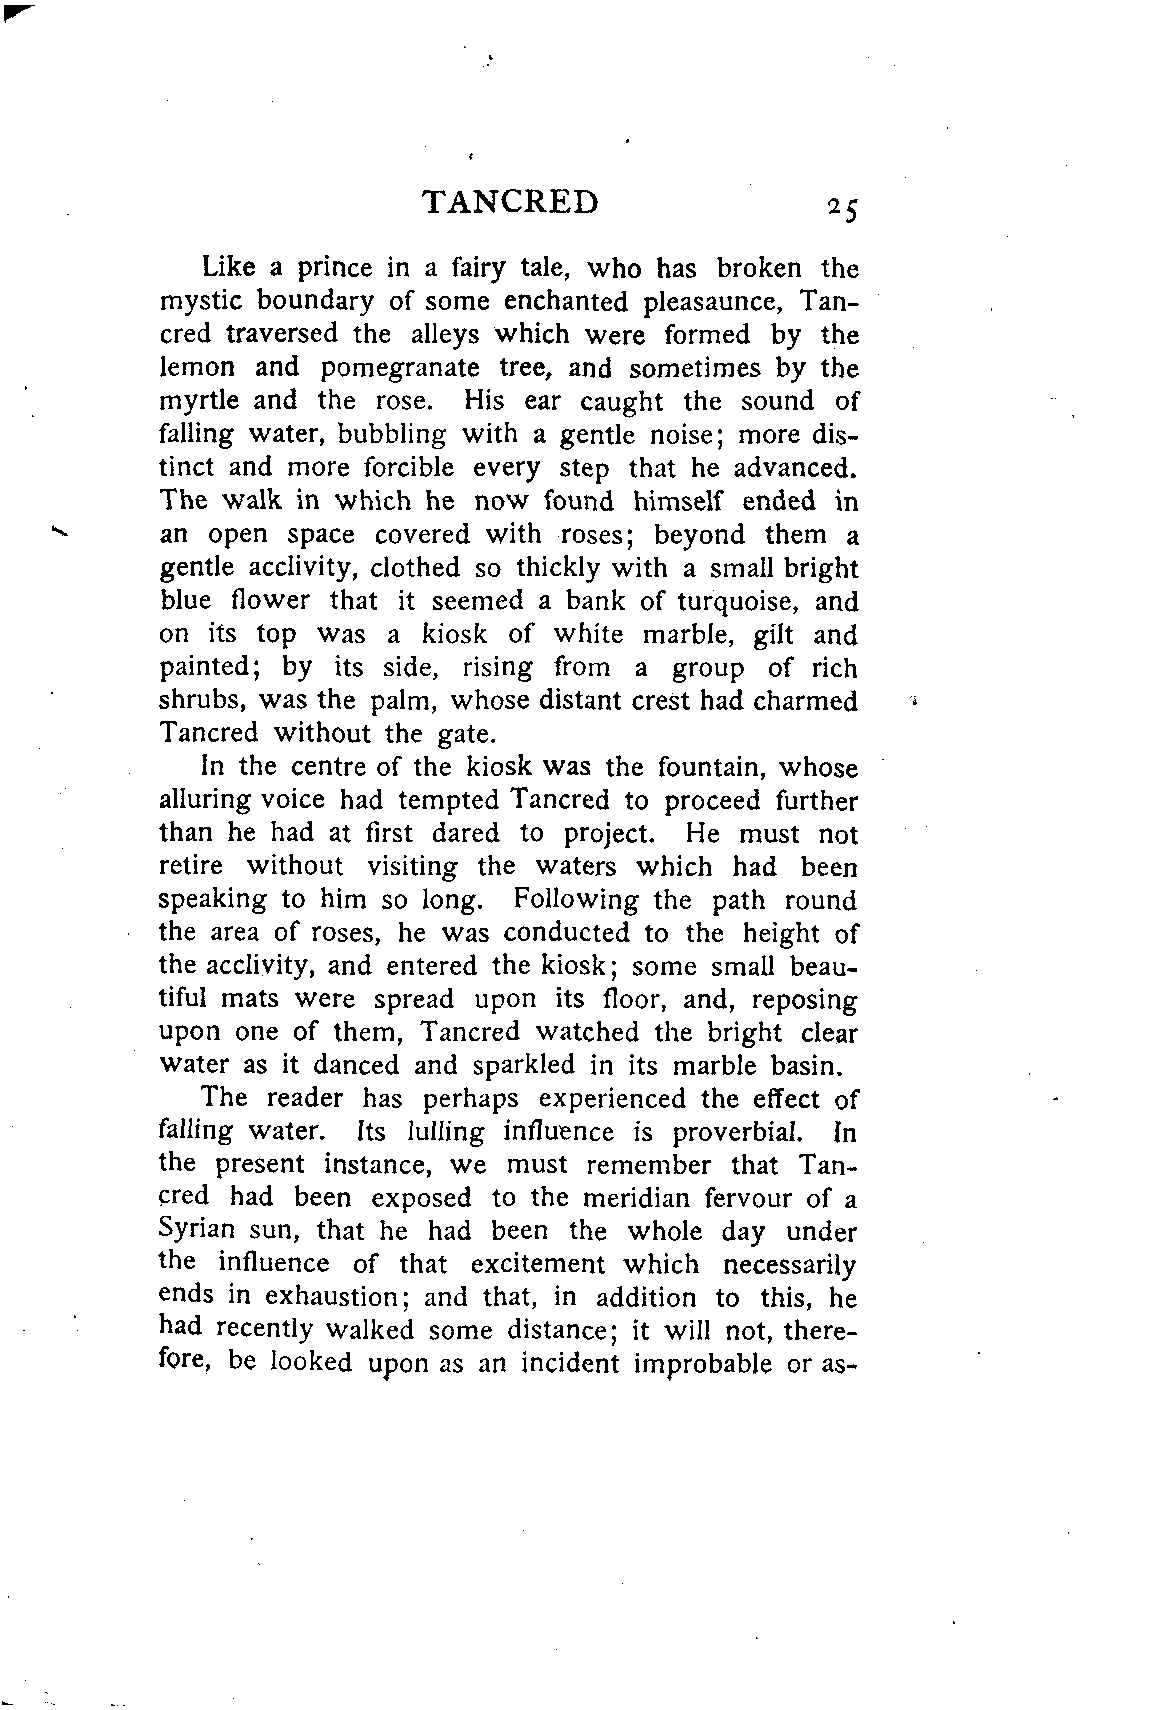 TANCRED 25
Like a prince in a fairy tale, who has broken the
mystic boundary of some enchanted pleasaunce, Tan-
cred traversed the alleys which were formed by the
lemon and pomegranate tree, and sometimes by the
myrtle and the rose. His ear caught the sound of
falling water, bubbling with a gentle noise; more dis-
tinct and more forcible every step that he advanced.
The walk in which he now found himself ended in
an open space covered with roses; beyond them a
gentle acclivity, clothed so thickly with a small bright
blue flower that it seemed a bank of turquoise, and
on its top was a kiosk of white marble, gilt and
painted; by its side, rising from a group of rich
shrubs, was the palm, whose distant crest had charmed
Tancred without the gate.
In the centre of the kiosk was the fountain, whose
alluring voice had tempted Tancred to proceed further
than he had at first dared to project. He must not
retire without visiting the waters which had been
speaking to him so long. Following the path round
the area of roses, he was conducted to the height of
the acclivity, and entered the kiosk; some small beau-
tiful mats were spread upon its floor, and, reposing
upon one of them, Tancred watched the bright clear
water as it danced and sparkled in its marble basin.
The reader has perhaps experienced the effect of
falling water. Its lulling influence is proverbial. In
the present instance, we must remember that Tan-
cred had been exposed to the meridian fervour of a
Syrian sun, that he had been the whole day under
the influence of that excitement which necessarily
ends in exhaustion; and that, in addition to this, he
had recently walked some distance; it will not, there-
fore, be looked upon as an incident improbable or as-